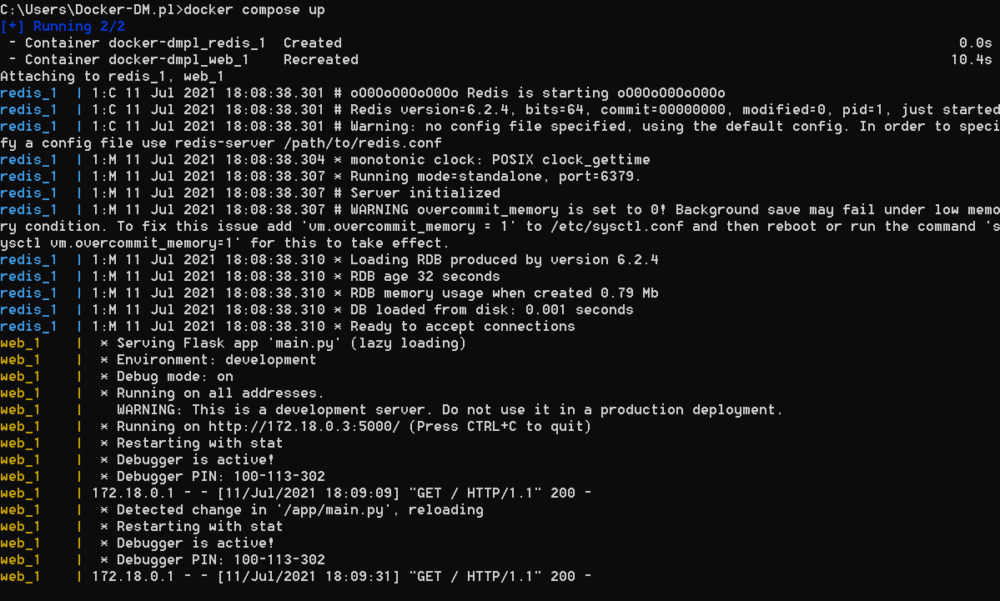 C:\Users\Docker-DM.pl>docker compose up
[+] Running 2/2
 - Container docker-dmpl_redis_1  Created                                                                          0.0s
 - Container docker-dmpl_web_1    Recreated                                                                       10.4s
Attaching to redis_1, web_1
redis_1  | 1:C 11 Jul 2021 18:08:38.301 # oO0OoO0OoO0Oo Redis is starting oO0OoO0OoO0Oo
redis_1  | 1:C 11 Jul 2021 18:08:38.301 # Redis version=6.2.4, bits=64, commit=00000000, modified=0, pid=1, just started
redis_1  | 1:C 11 Jul 2021 18:08:38.301 # Warning: no config file specified, using the default config. In order to speci
fy a config file use redis-server /path/to/redis.conf
redis_1  | 1:M 11 Jul 2021 18:08:38.304 * monotonic clock: POSIX clock_gettime
redis_1  | 1:M 11 Jul 2021 18:08:38.307 * Running mode=standalone, port=6379.
redis_1  | 1:M 11 Jul 2021 18:08:38.307 # Server initialized
redis_1  | 1:M 11 Jul 2021 18:08:38.307 # WARNING overcommit_memory is set to 0! Background save may fail under low memo
ry condition. To fix this issue add 'vm.overcommit_memory = 1' to /etc/sysctl.conf and then reboot or run the command 's
ysctl vm.overcommit_memory=1' for this to take effect.
redis_1  | 1:M 11 Jul 2021 18:08:38.310 * Loading RDB produced by version 6.2.4
redis_1  | 1:M 11 Jul 2021 18:08:38.310 * RDB age 32 seconds
redis_1  | 1:M 11 Jul 2021 18:08:38.310 * RDB memory usage when created 0.79 Mb
redis_1  | 1:M 11 Jul 2021 18:08:38.310 * DB loaded from disk: 0.001 seconds
redis_1  | 1:M 11 Jul 2021 18:08:38.310 * Ready to accept connections
web_1    |  * Serving Flask app 'main.py' (lazy loading)
web_1    |  * Environment: development
web_1    |  * Debug mode: on
web_1    |  * Running on all addresses.
web_1    |    WARNING: This is a development server. Do not use it in a production deployment.
web_1    |  * Running on http://172.18.0.3:5000/ (Press CTRL+C to quit)
web_1    |  * Restarting with stat
web_1    |  * Debugger is active!
web_1    |  * Debugger PIN: 100-113-302
web_1    | 172.18.0.1 - - [11/Jul/2021 18:09:09] "GET / HTTP/1.1" 200 -
web_1    |  * Detected change in '/app/main.py', reloading
web_1    |  * Restarting with stat
web_1    |  * Debugger is active!
web_1    |  * Debugger PIN: 100-113-302
web_1    | 172.18.0.1 - - [11/Jul/2021 18:09:31] "GET / HTTP/1.1" 200 -